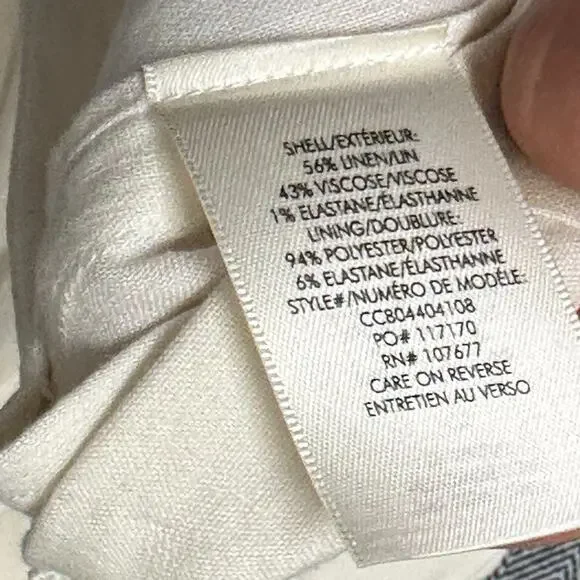 SHELL/EXTÉRIEUR:
56% LINEN/LIN
43% VISCOSE/VISCOSE
1% ELASTANE/ÉLASTHANNE
LINING/DOUBLURE:
94% POLYESTER/POLYESTER
6% ELASTANE/ÉLASTHANNE
STYLE#/NUMÉRO DE MODÉLE:
CC804404108
PO# 117170
RN# 107677
CARE ON REVERSE
ENTRETIEN AU VERSO